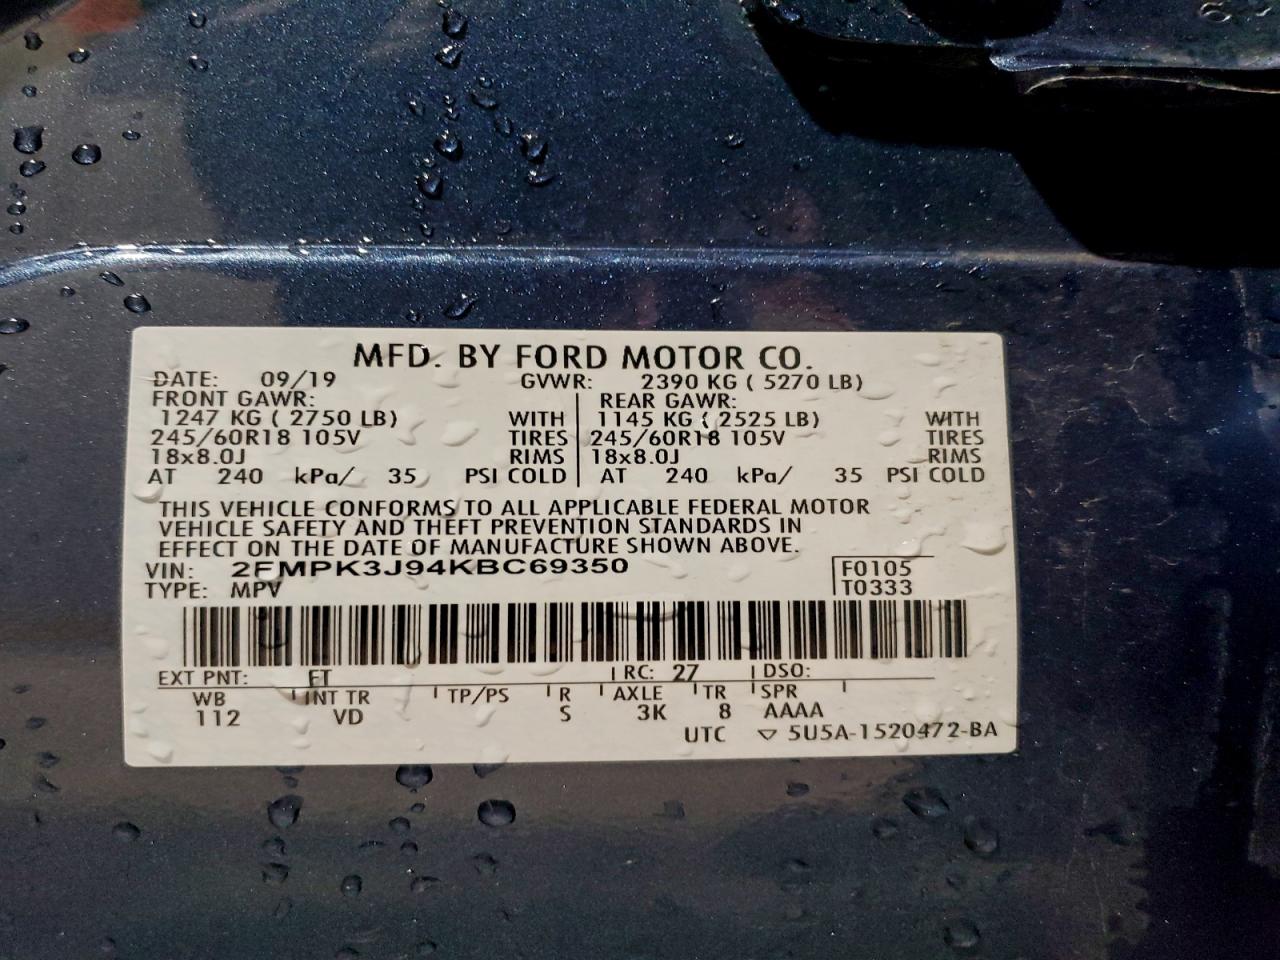 MFD. BY FORD MOTOR CO.
DATE: 09/19 GVWR: 2390 KG ( 5270 LB)
FRONT GAWR: REAR GAWR:
1247 KG ( 2750 LB) WITH 1145 KG ( 2525 LB) WITH
245/60R18 105V TIRES 245/60R18 105V TIRES
18x8.0J RIMS 18x8.0J RIMS
AT 240 kPa/ 35 PSI COLD AT 240 kPa/ 35 PSI COLD
THIS VEHICLE CONFORMS TO ALL APPLICABLE FEDERAL MOTOR
VEHICLE SAFETY AND THEFT PREVENTION STANDARDS IN
EFFECT ON THE DATE OF MANUFACTURE SHOWN ABOVE.
VIN: 2FMPK3J94KBC69350 F0105
TYPE: MPV T0333
EXT PNT: FT RC: 27 DSO:
WB INT TR TP/PS R AXLE TR SPR
112 VD S 3K 8 AAAA
UTC ▽ 5U5A-1520472-BA